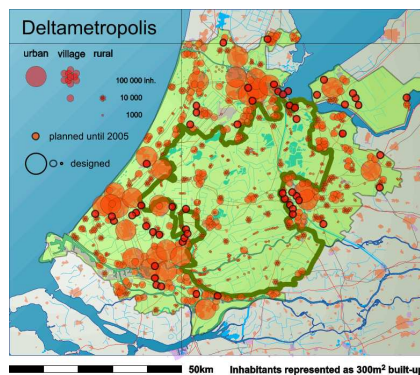 Deltametropolis
urban village rural
100 000 inh.
10 000
1000
planned until 2005
designed
50km Inhabitants represented as 300m² built-up